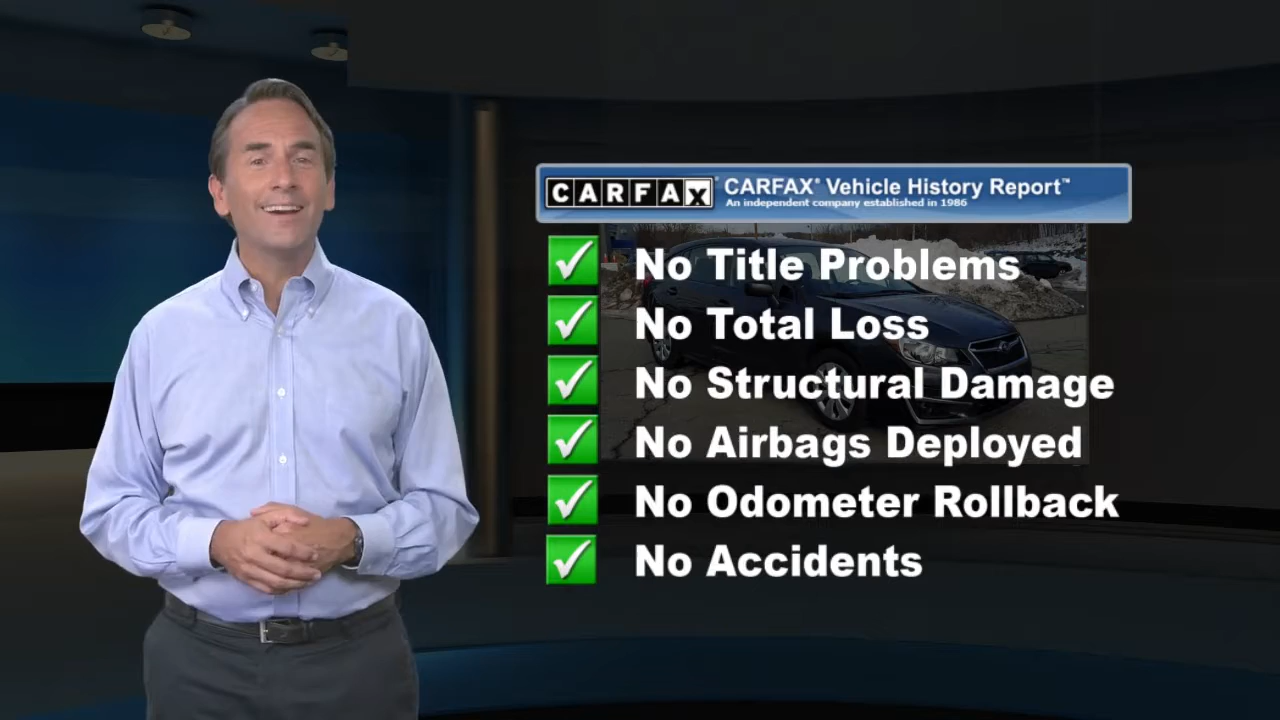 CARFAX
CARFAX® Vehicle History Report™
An independent company established in 1986
No Title Problems
No Total Loss
No Structural Damage
No Airbags Deployed
No Odometer Rollback
No Accidents